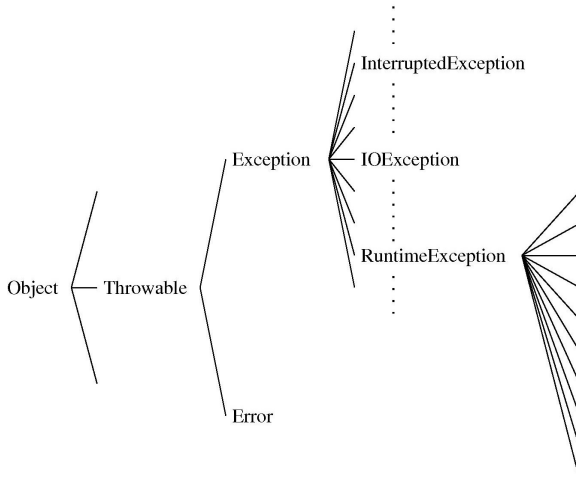 InterruptedException
Exception
IOException
RuntimeException
Object
Throwable
Error